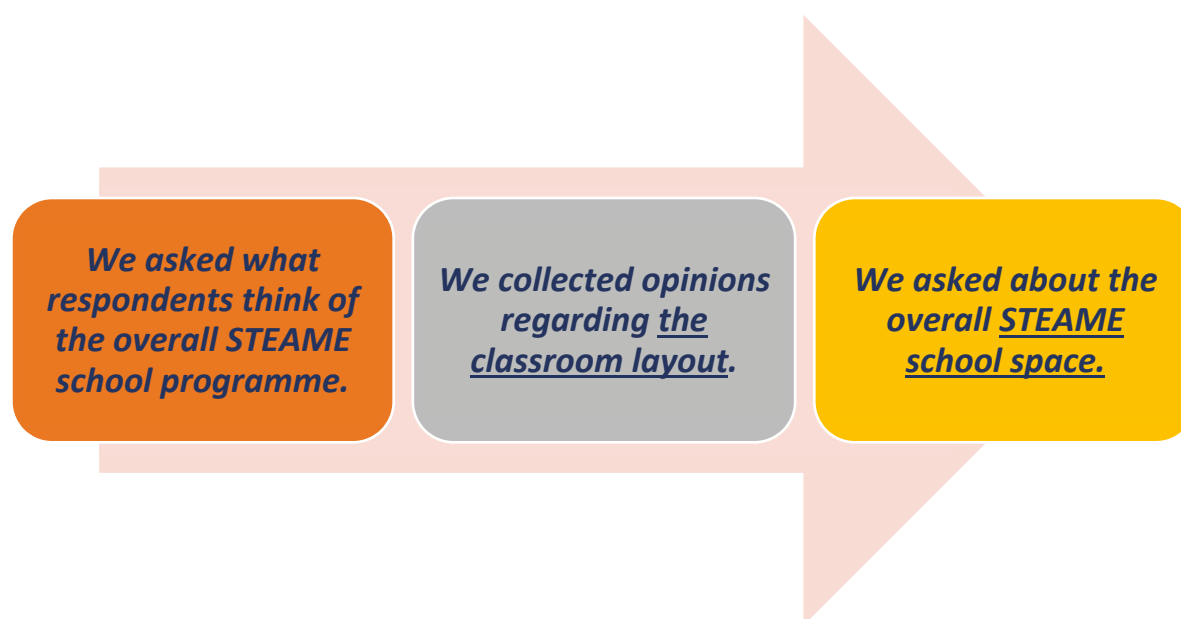 We asked what
respondents think of
the overall STEAME
school programme.
We collected opinions
regarding the
classroom layout.
We asked about the
overall STEAME
school space.